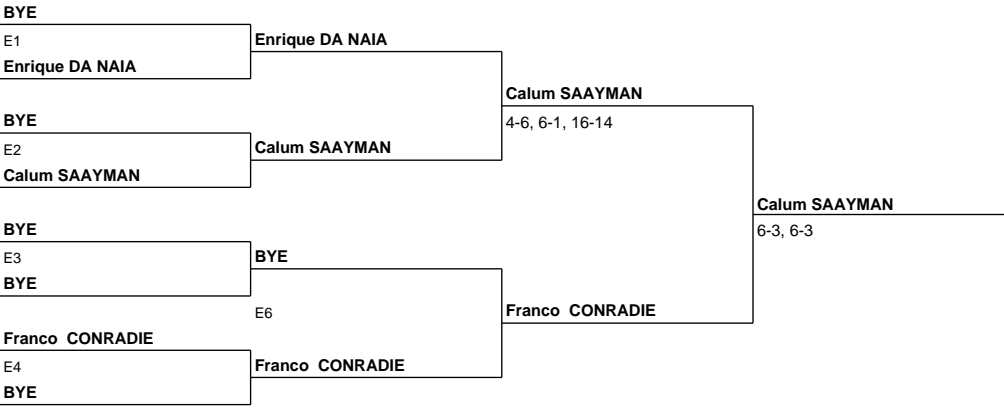 BYE
E1
Enrique DA NAIA
Enrique DA NAIA
BYE
E2
Calum SAAYMAN
Calum SAAYMAN
Calum SAAYMAN
4-6, 6-1, 16-14
BYE
E3
BYE
BYE
E6
Franco CONRADIE
E4
BYE
Franco CONRADIE
Franco CONRADIE
Calum SAAYMAN
6-3, 6-3